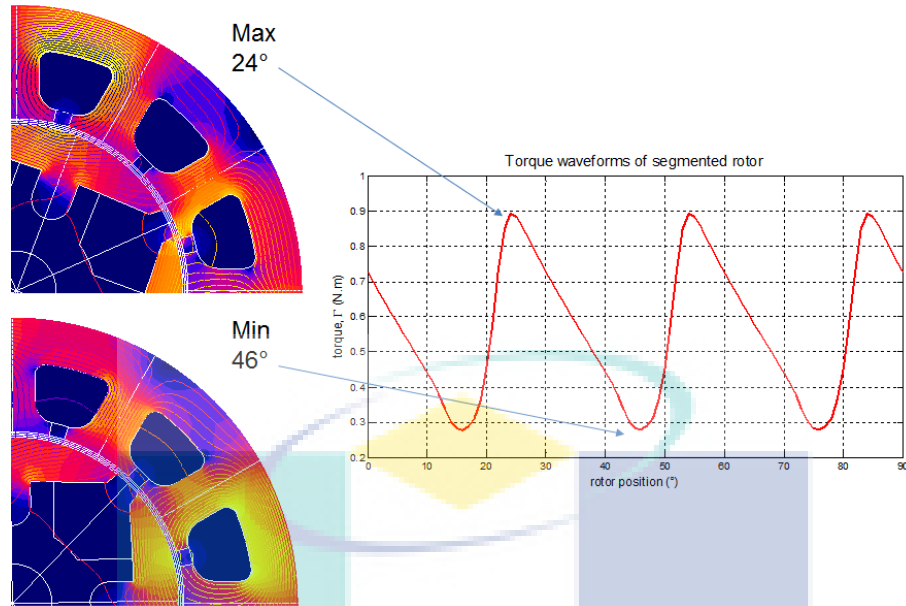 Max
24°
Torque waveforms of segmented rotor
1
0.9
0.8
0.7
0.6
0.5
0.4
0.3
0.2
torque, Γ (N.m)
0 10 20 30 40 50 60 70 80 90
rotor position (°)
Min
46°